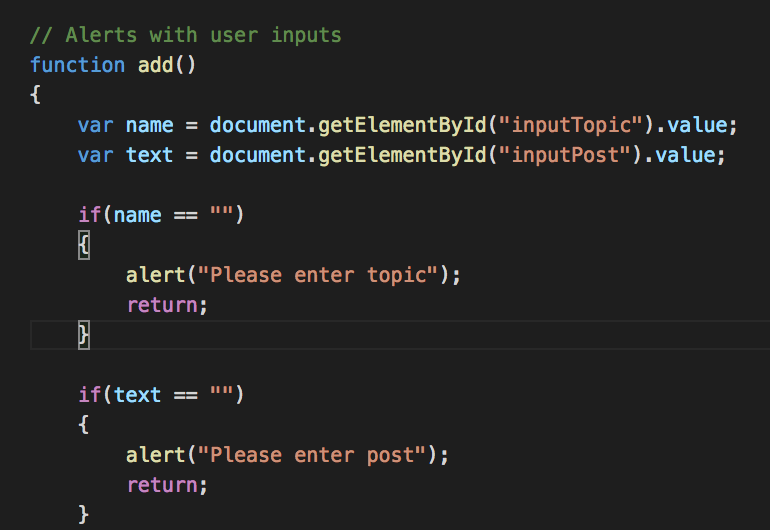 // Alerts with user inputs
function add()
{
    var name = document.getElementById("inputTopic").value;
    var text = document.getElementById("inputPost").value;

    if(name == "")
    {
        alert("Please enter topic");
        return;
    }

    if(text == "")
    {
        alert("Please enter post");
        return;
    }